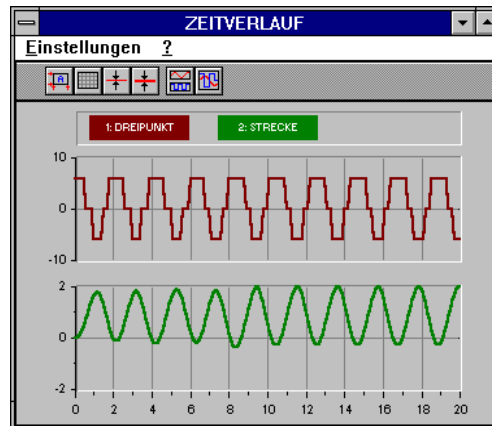 ZEITVERLAUF
Einstellungen ?
A
1: DREIPUNKT 2: STRECKE
10
0
-10
2
0
-2
0 2 4 6 8 10 12 14 16 18 20